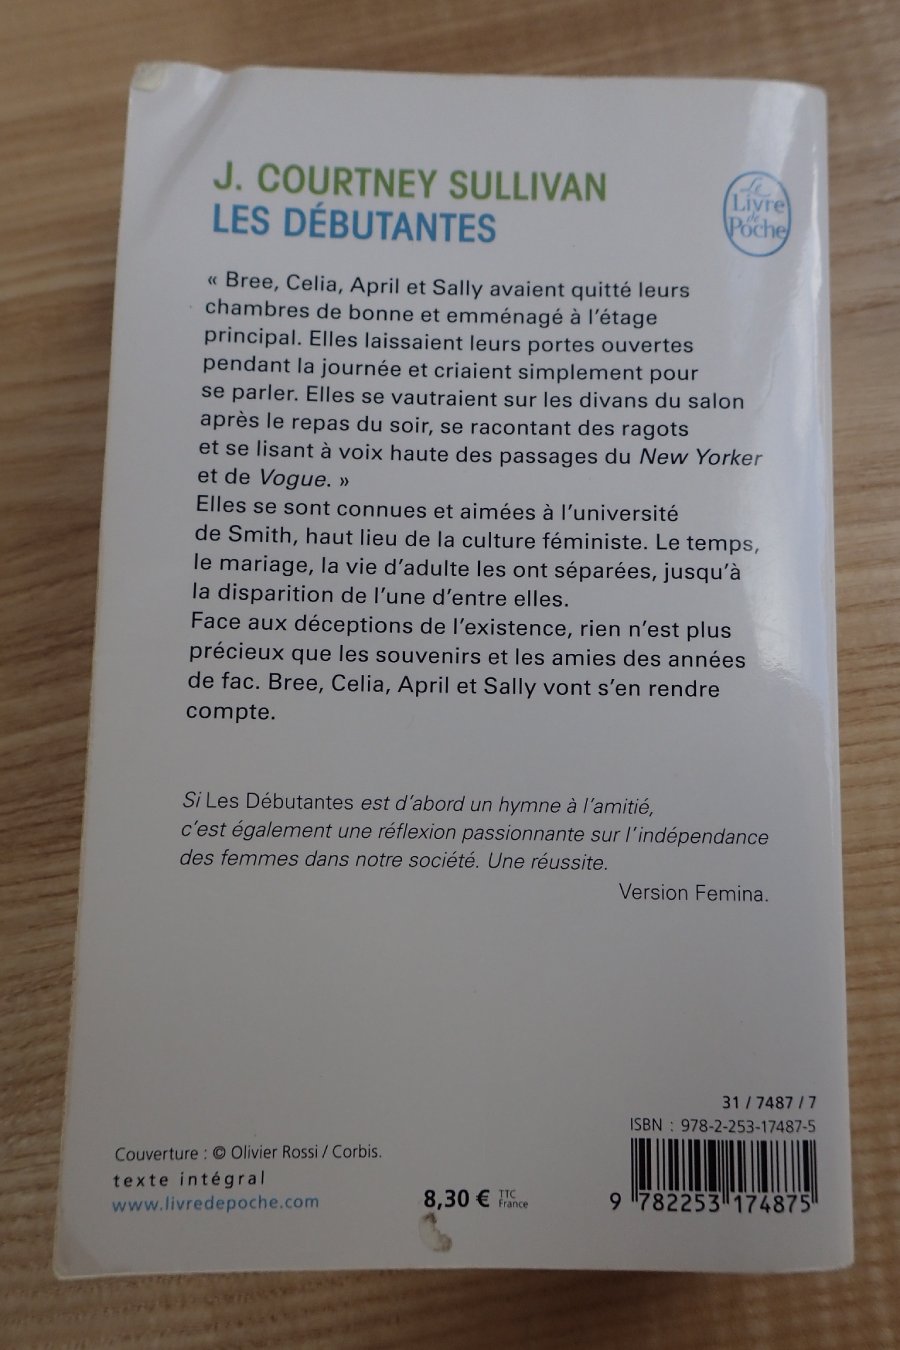 J. COURTNEY SULLIVAN
LES DÉBUTANTES
Le
Livre
de
Poche
« Bree, Celia, April et Sally avaient quitté leurs
chambres de bonne et emménagé à l'étage
principal. Elles laissaient leurs portes ouvertes
pendant la journée et criaient simplement pour
se parler. Elles se vautraient sur les divans du salon
après le repas du soir, se racontant des ragots
et se lisant à voix haute des passages du New Yorker
et de Vogue. »
Elles se sont connues et aimées à l'université
de Smith, haut lieu de la culture féministe. Le temps,
le mariage, la vie d'adulte les ont séparées, jusqu'à
la disparition de l'une d'entre elles.
Face aux déceptions de l'existence, rien n'est plus
précieux que les souvenirs et les amies des années
de fac. Bree, Celia, April et Sally vont s'en rendre
compte.
Si Les Débutantes est d'abord un hymne à l'amitié,
c'est également une réflexion passionnante sur l'indépendance
des femmes dans notre société. Une réussite.
Version Femina.
31 / 7487 / 7
ISBN : 978-2-253-17487-5
Couverture : © Olivier Rossi / Corbis.
texte intégral
www.livredepoche.com
8,30 € TTC
France
9 782253 174875